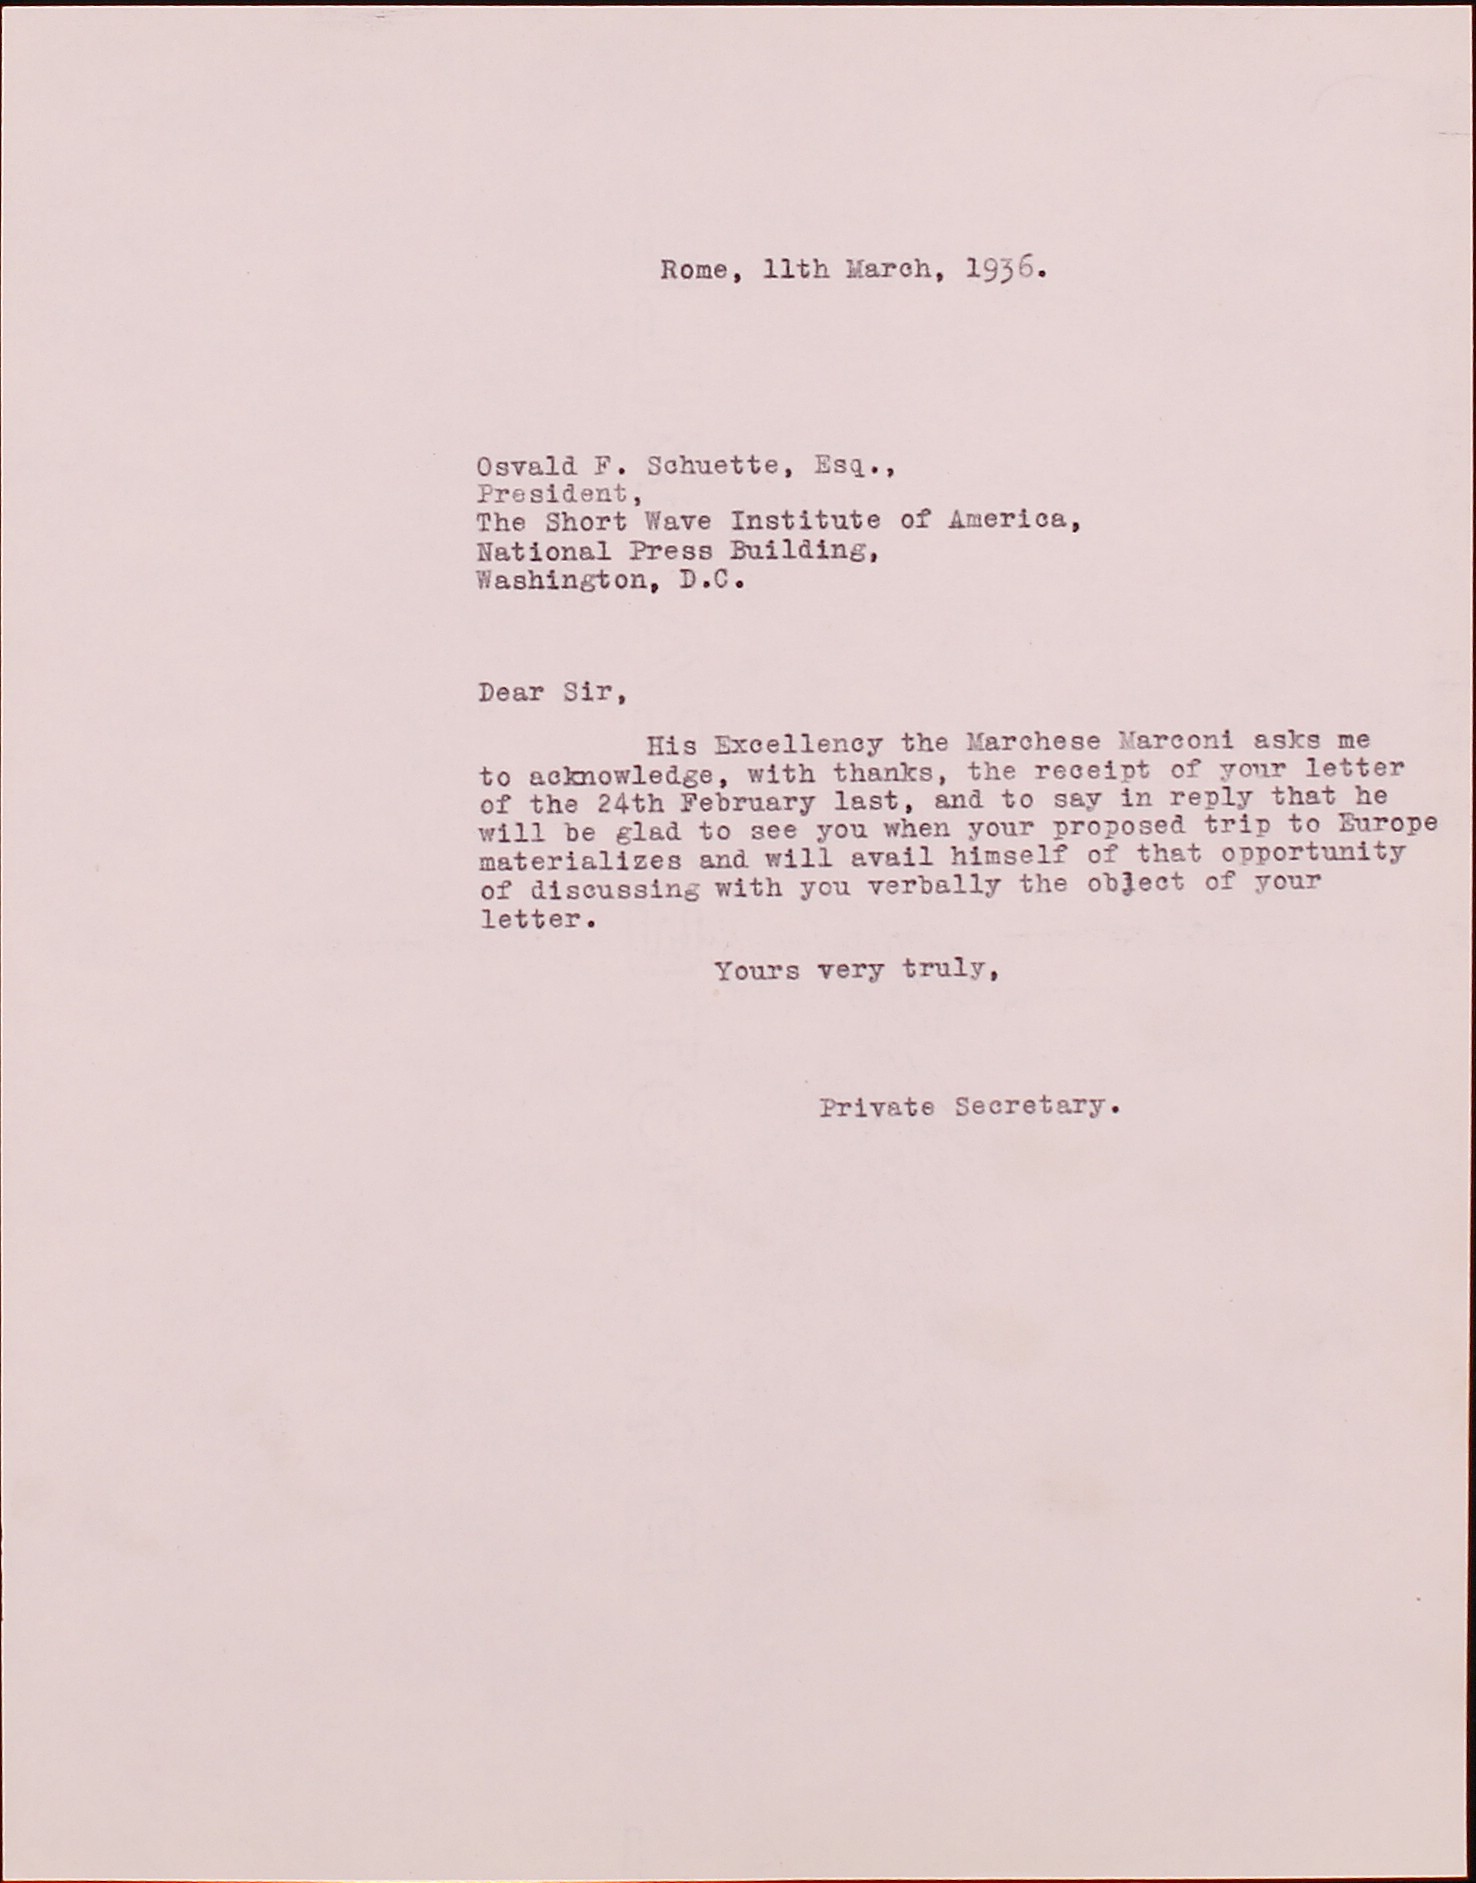 Rome, 11th March, 1936.
Osvald F. Schuette, Esq.,
President,
The Short Wave Institute of America,
National Press Building,
Washington, D.C.
Dear Sir,
His Excellency the Marchese Marconi asks me
to acknowledge, with thanks, the receipt of your letter
of the 24th February last, and to say in reply that he
will be glad to see you when your proposed trip to Europe
materializes and will avail himself of that opportunity
of discussing with you verbally the object of your
letter.
Yours very truly,
Private Secretary.